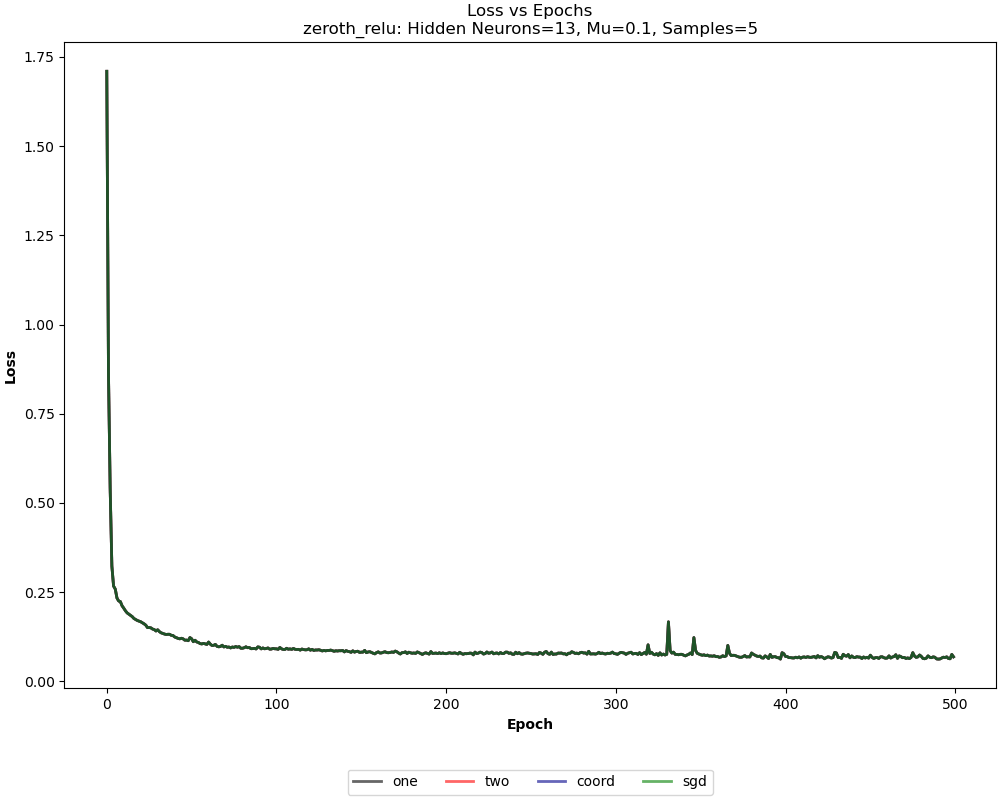 Loss vs Epochs
zeroth_relu: Hidden Neurons=13, Mu=0.1, Samples=5
1.75
1.50
1.25
1.00
0.75
0.50
0.25
0.00
Loss
0 100 200 300 400 500
Epoch
one two coord sgd